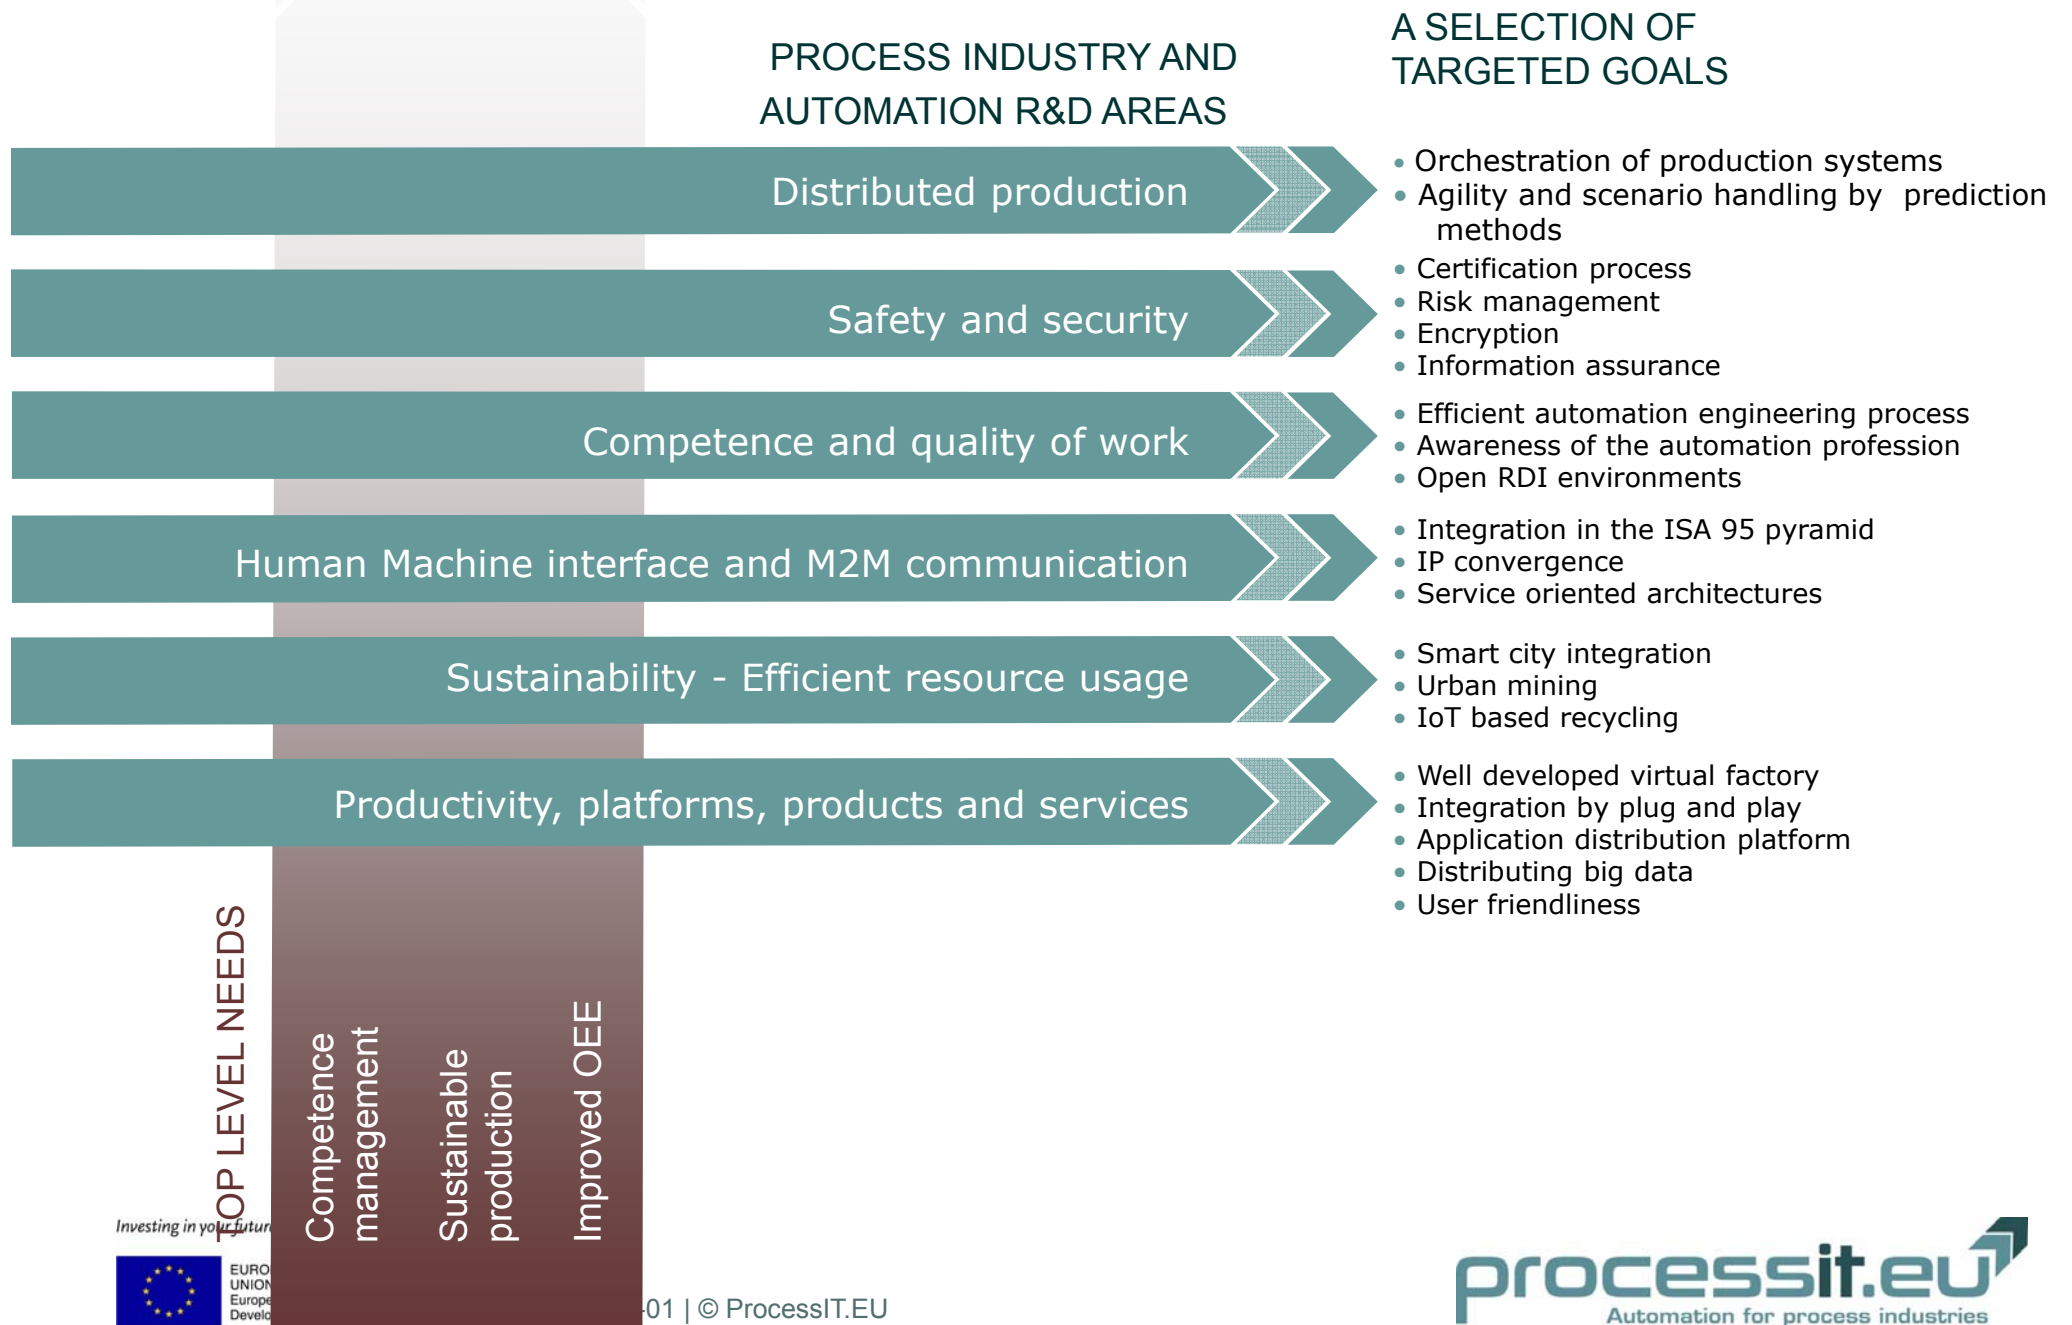 PROCESS INDUSTRY AND
AUTOMATION R&D AREAS
A SELECTION OF
TARGETED GOALS
Distributed production
• Orchestration of production systems
• Agility and scenario handling by prediction
methods
Safety and security
• Certification process
• Risk management
• Encryption
• Information assurance
Competence and quality of work
• Efficient automation engineering process
• Awareness of the automation profession
• Open RDI environments
Human Machine interface and M2M communication
• Integration in the ISA 95 pyramid
• IP convergence
• Service oriented architectures
Sustainability - Efficient resource usage
• Smart city integration
• Urban mining
• IoT based recycling
Productivity, platforms, products and services
• Well developed virtual factory
• Integration by plug and play
• Application distribution platform
• Distributing big data
• User friendliness
TOP LEVEL NEEDS
Competence
management
Sustainable
production
Improved OEE
Investing in your
-01 | © ProcessIT.EU
processit.eu
Automation for process industries